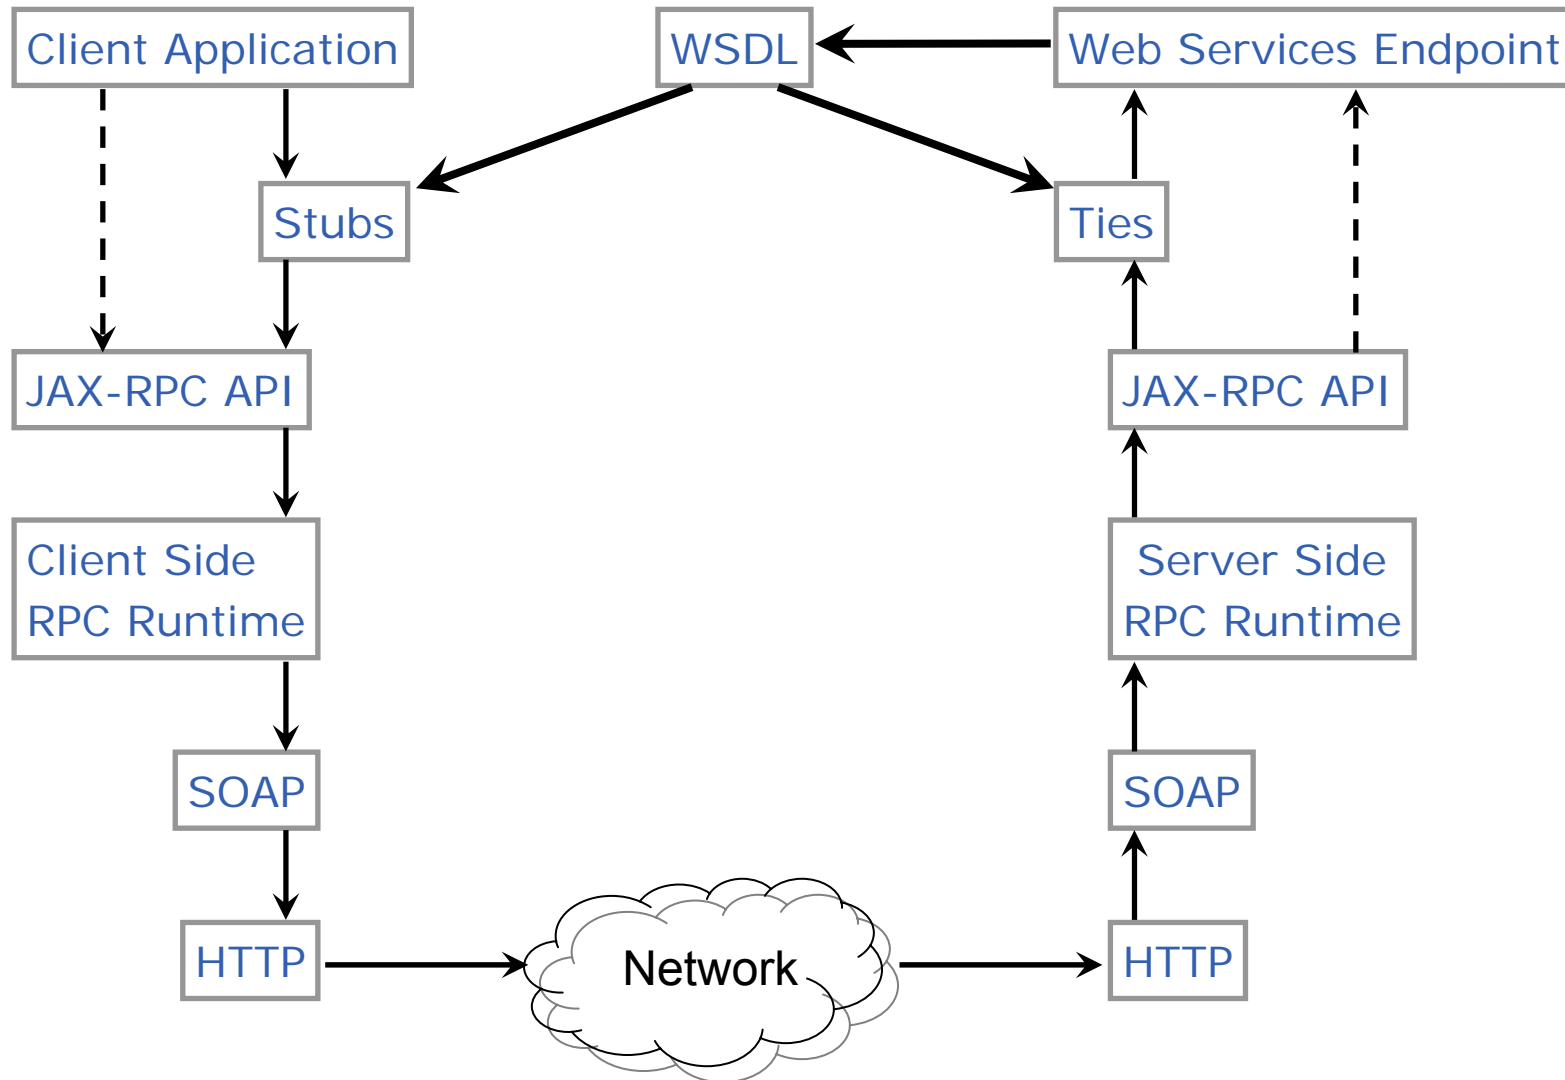 Client Application
WSDL
Web Services Endpoint
Stubs
Ties
JAX-RPC API
JAX-RPC API
Client Side
RPC Runtime
Server Side
RPC Runtime
SOAP
SOAP
HTTP
Network
HTTP